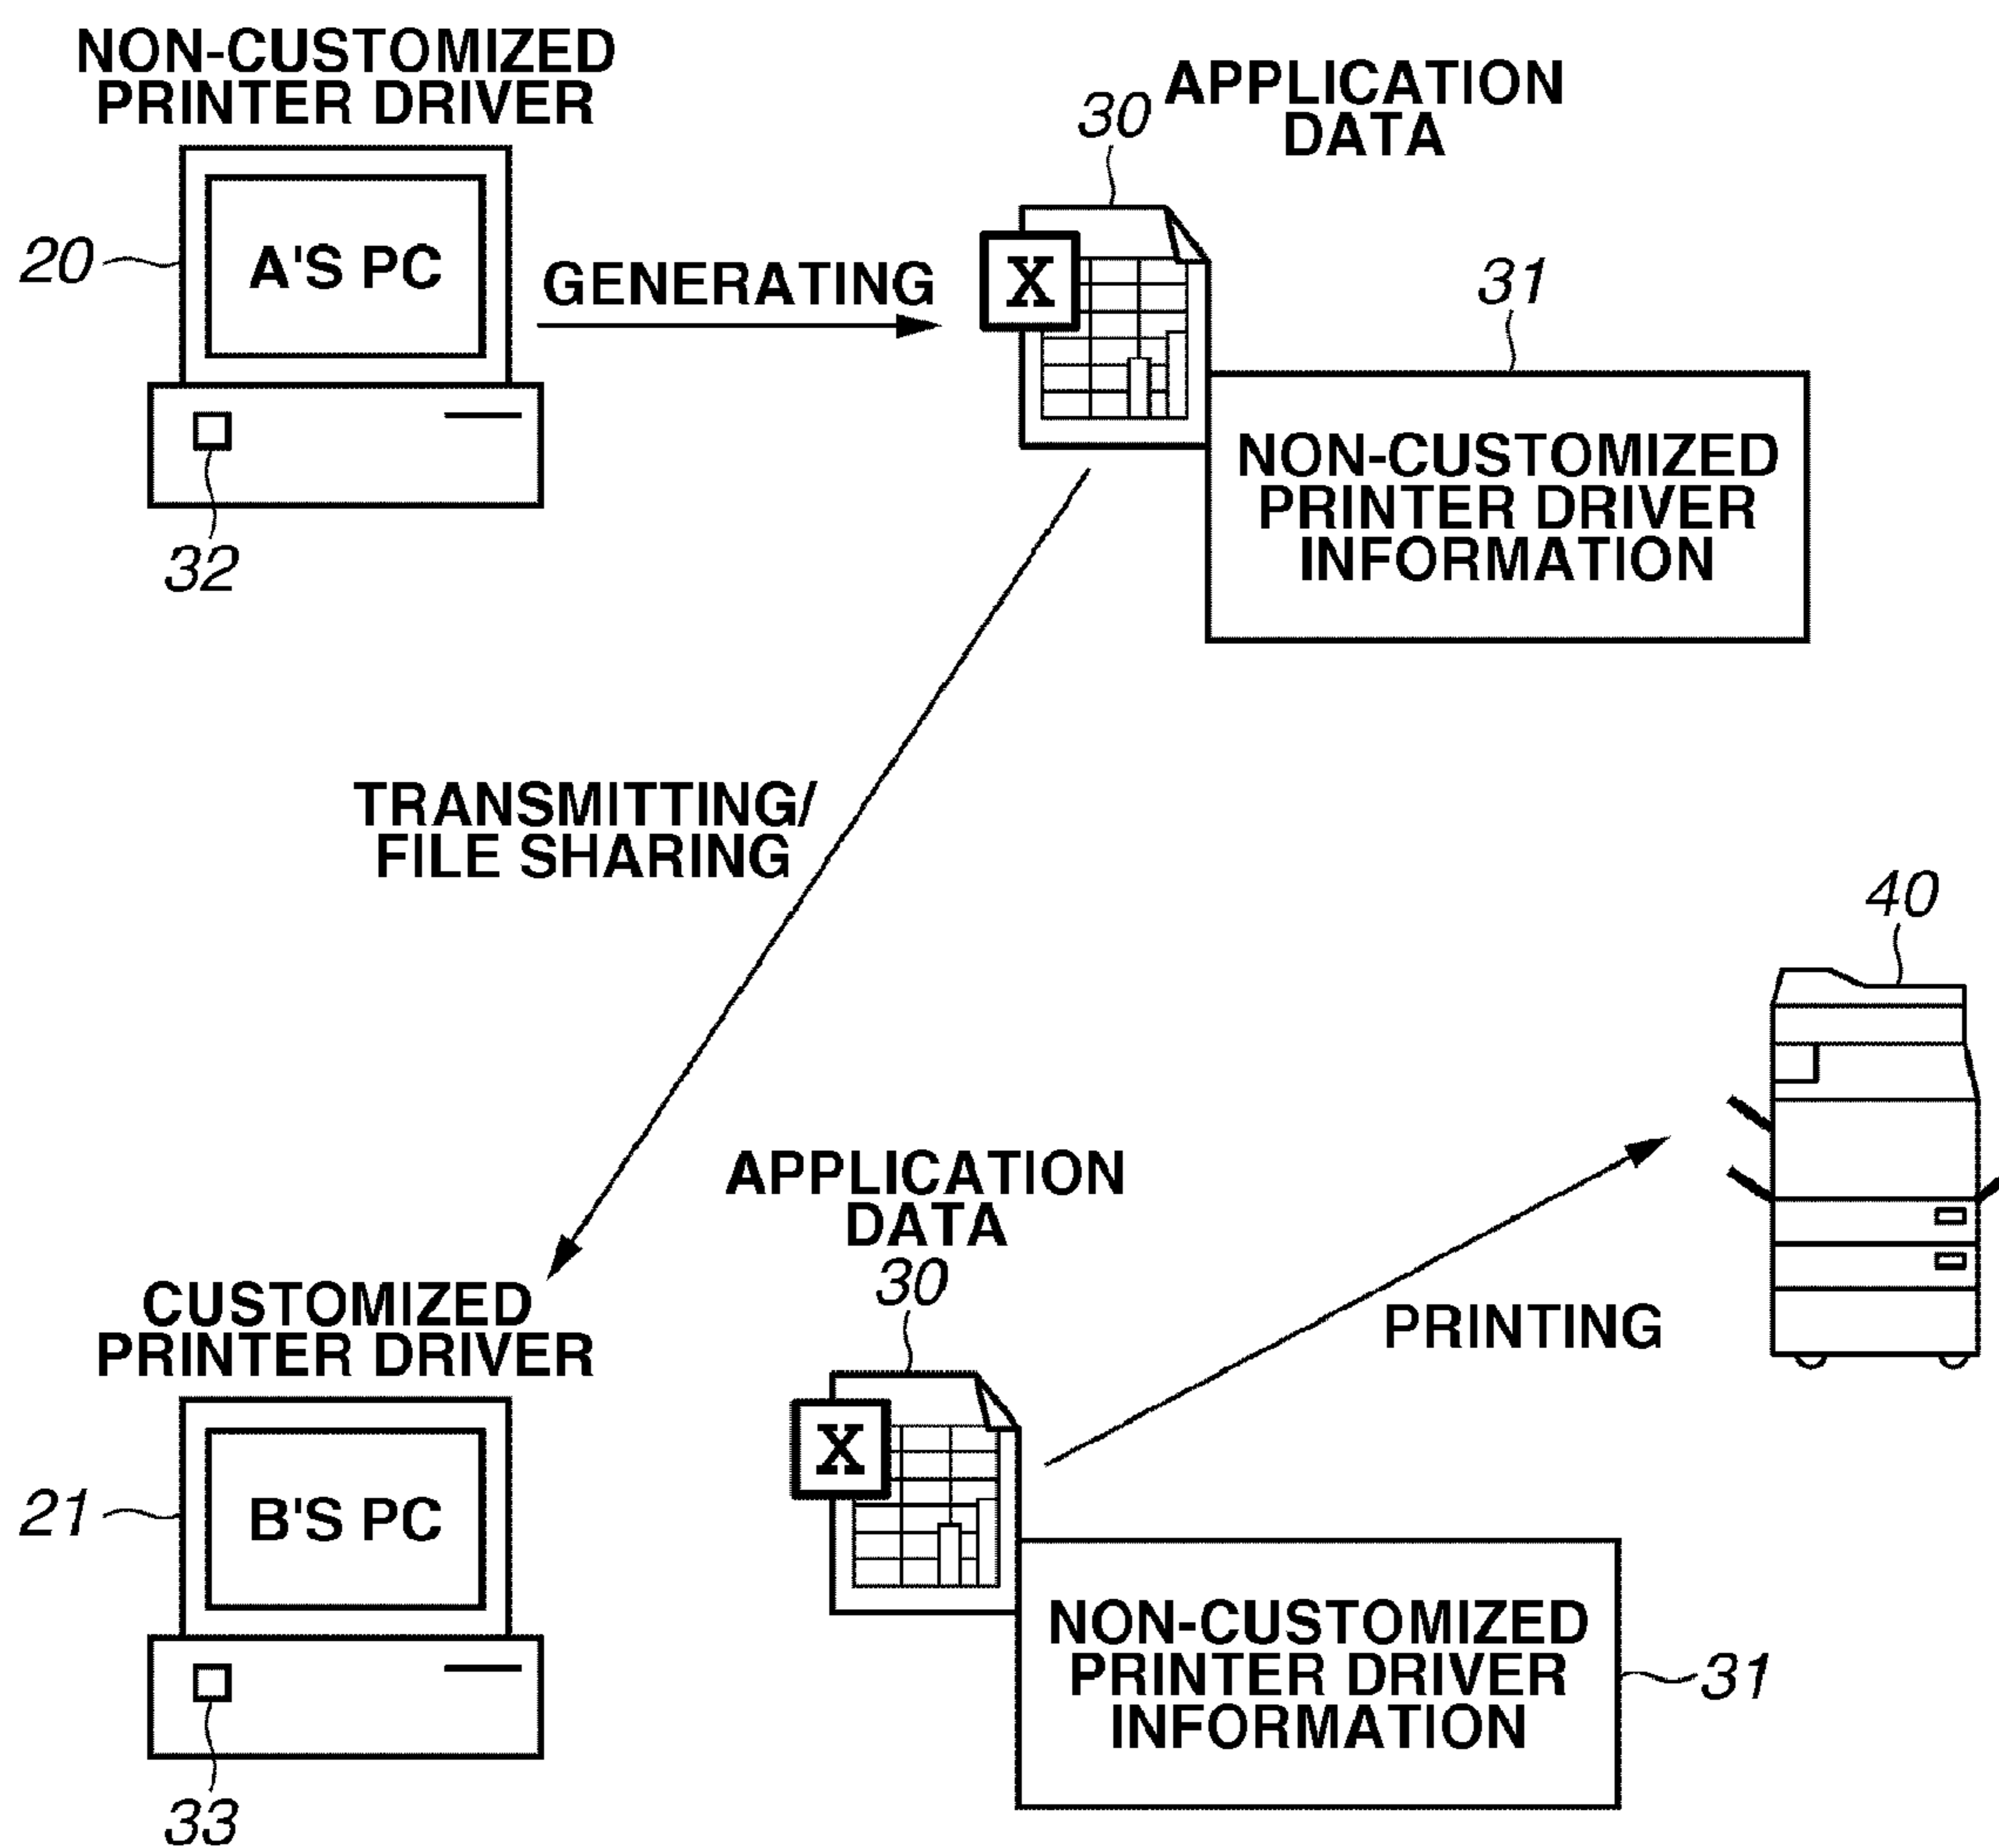 NON-CUSTOMIZED
PRINTER DRIVER
APPLICATION
DATA
30
20
A'S PC
GENERATING
X
31
32
NON-CUSTOMIZED
PRINTER DRIVER
INFORMATION
TRANSMITTING/
FILE SHARING
40
APPLICATION
DATA
30
CUSTOMIZED
PRINTER DRIVER
PRINTING
X
21
B'S PC
NON-CUSTOMIZED
PRINTER DRIVER
INFORMATION
31
33